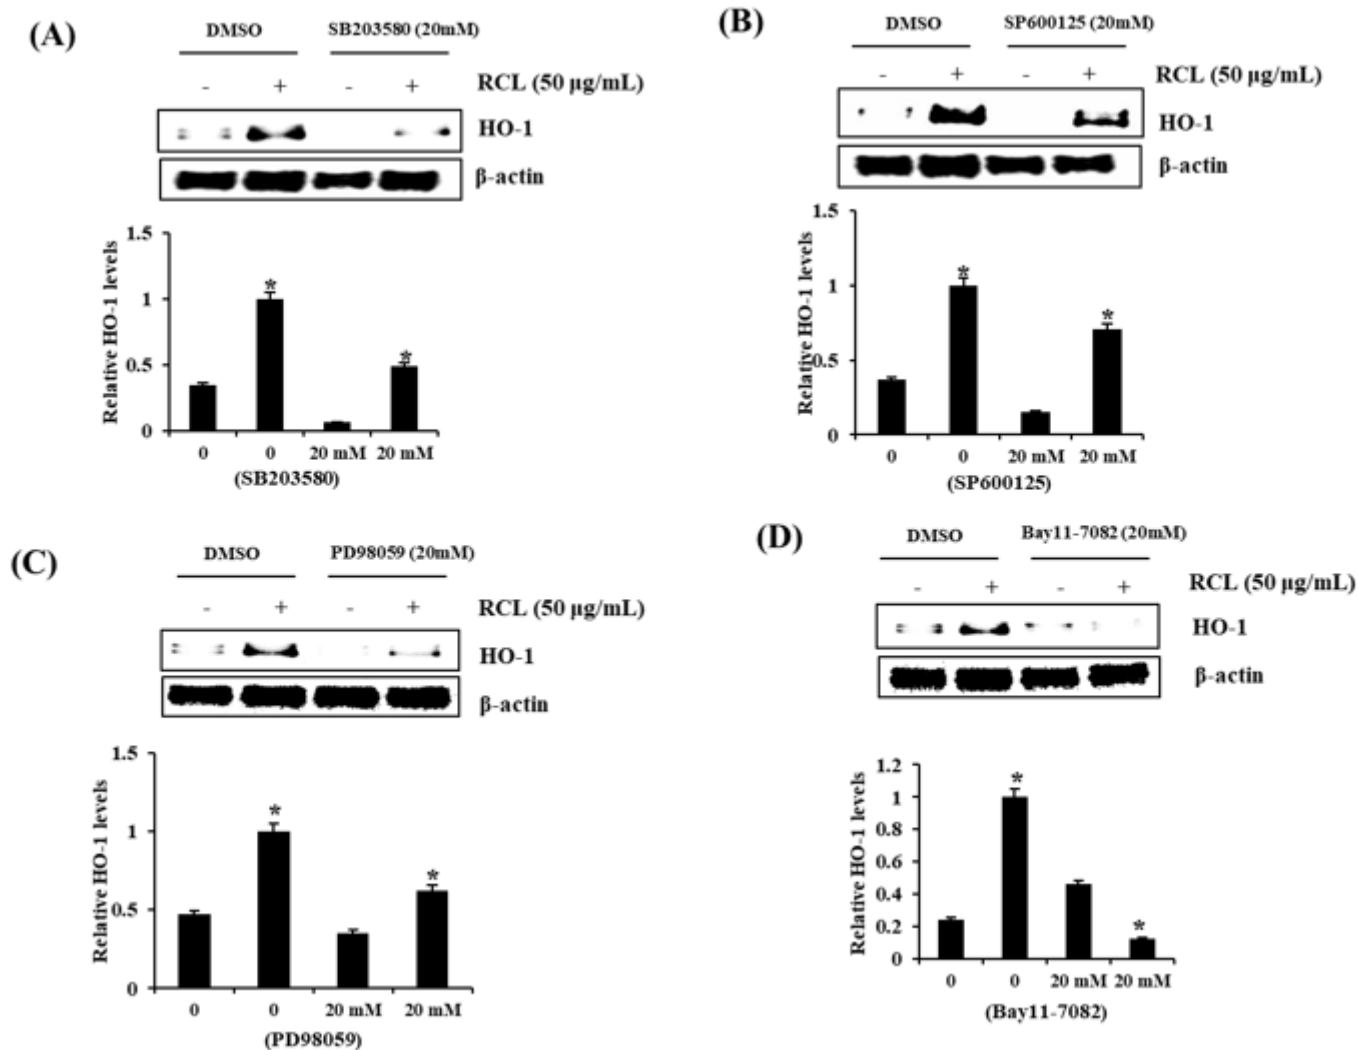 (A)
DMSO SB203580 (20mM)
- + - + RCL (50 μg/mL)
HO-1
β-actin
Relative HO-1 levels
1.5
1
0.5
0
* *
0 0 20 mM 20 mM
(SB203580)
(B)
DMSO SP600125 (20mM)
- + - + RCL (50 μg/mL)
HO-1
β-actin
Relative HO-1 levels
1.5
1
0.5
0
* *
0 0 20 mM 20 mM
(SP600125)
(C)
DMSO PD98059 (20mM)
- + - + RCL (50 μg/mL)
HO-1
β-actin
Relative HO-1 levels
1.5
1
0.5
0
* *
0 0 20 mM 20 mM
(PD98059)
(D)
DMSO Bay11-7082 (20mM)
- + - + RCL (50 μg/mL)
HO-1
β-actin
Relative HO-1 levels
1.2
1
0.8
0.6
0.4
0.2
0
* *
0 0 20 mM 20 mM
(Bay11-7082)